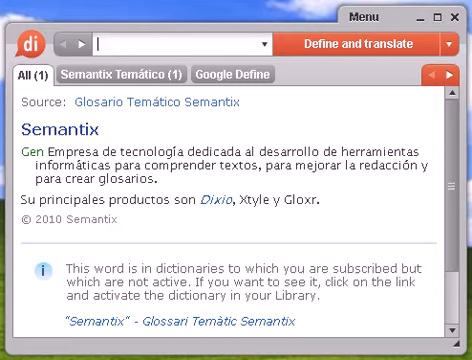 Menu
di
Define and translate
All (1)
Semantix Temático (1)
Google Define
Source: Glosario Temático Semantix
Semantix
Gen Empresa de tecnología dedicada al desarrollo de herramientas
informáticas para comprender textos, para mejorar la redacción y
para crear glosarios.
Su principales productos son Dixio, Xtyle y Gloxr.
© 2010 Semantix
i
This word is in dictionaries to which you are subscribed but
which are not active. If you want to see it, click on the link
and activate the dictionary in your Library.
"Semantix" - Glossari Temàtic Semantix